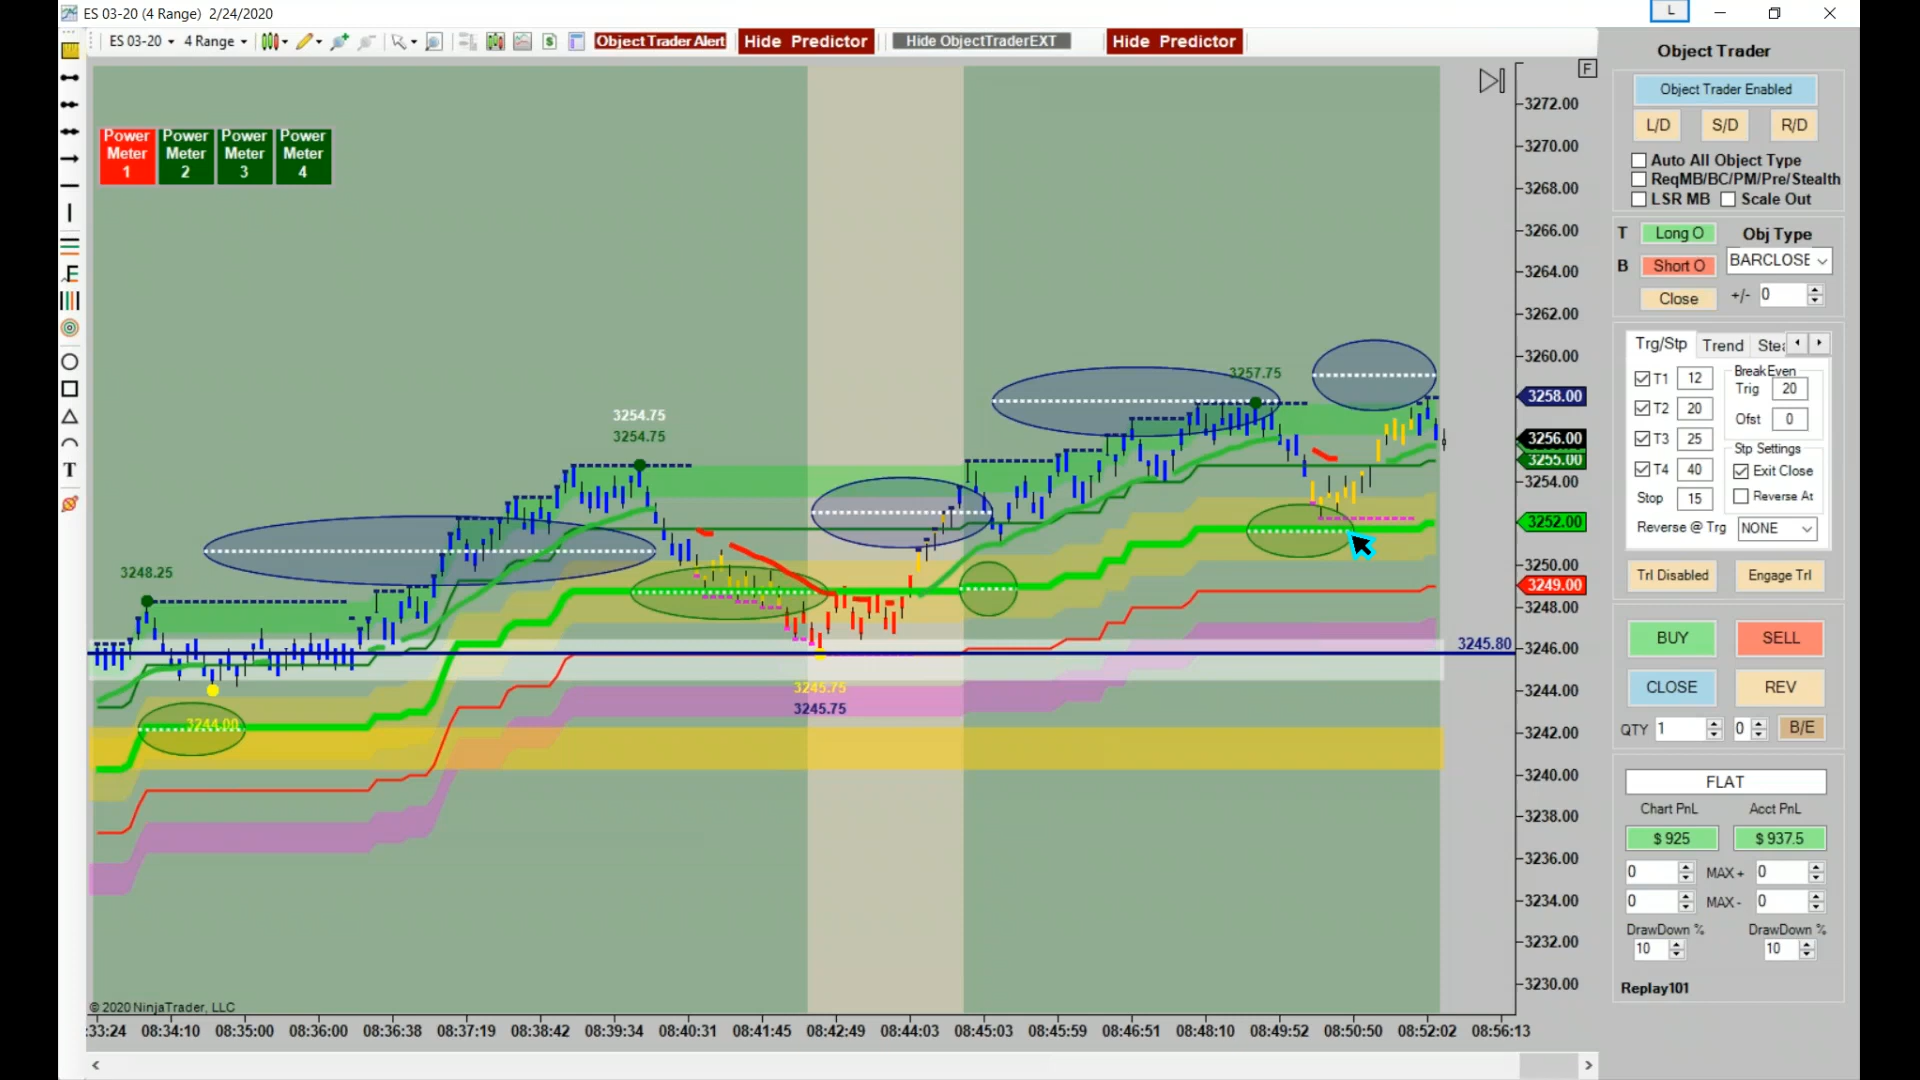 ES 03-20 (4 Range)  2/24/2020
L
ES 03-20 4 Range Object Trader Alert Hide Predictor Hide ObjectTraderEXT Hide Predictor
F
Power Meter 1
Power Meter 2
Power Meter 3
Power Meter 4
3248.25
3244.00
3254.75
3254.75
3245.75
3245.75
3257.75
3245.80
3272.00
3270.00
3268.00
3266.00
3264.00
3262.00
3260.00
3258.00
3256.00
3255.00
3254.00
3252.00
3250.00
3249.00
3248.00
3246.00
3244.00
3242.00
3240.00
3238.00
3236.00
3234.00
3232.00
3230.00
T
© 2020 NinjaTrader, LLC
:33:24 08:34:10 08:35:00 08:36:00 08:36:38 08:37:19 08:38:42 08:39:34 08:40:31 08:41:45 08:42:49 08:44:03 08:45:03 08:45:59 08:46:51 08:48:10 08:49:52 08:50:50 08:52:02 08:56:13
Object Trader
Object Trader Enabled
L/D S/D R/D
Auto All Object Type
ReqMB/BC/PM/Pre/Stealth
LSR MB Scale Out
T Long O Obj Type
B Short O BARCLOSE
Close +/- 0
Trg/Stp Trend Stea
T1 12
T2 20
T3 25
T4 40
Stop 15
BreakEven
Trig 20
Ofst 0
Stp Settings
Exit Close
Reverse At
Reverse @ Trg NONE
Trl Disabled Engage Trl
BUY SELL
CLOSE REV
QTY 1 0 B/E
FLAT
Chart PnL Acct PnL
$ 925 $ 937.5
0 MAX + 0
0 MAX - 0
DrawDown % DrawDown %
10 10
Replay101